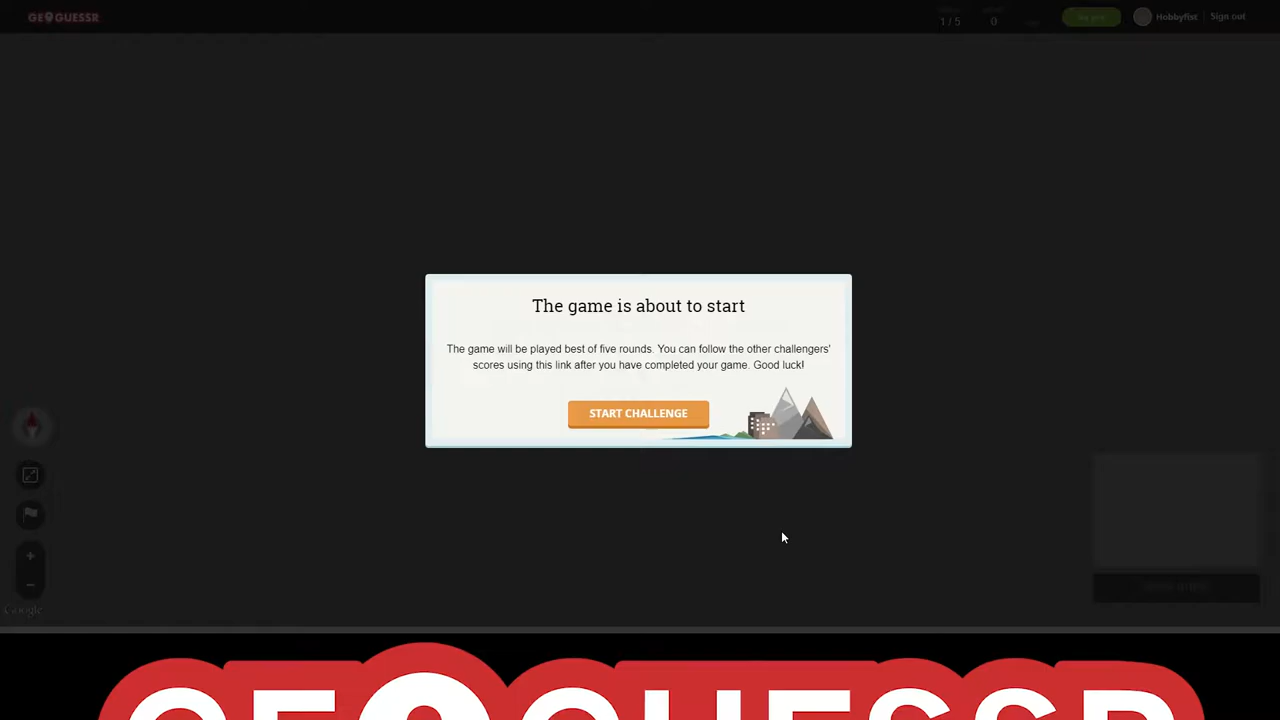 GEOGUESSR
1 / 5
0
Hobbyfist
Sign out
The game is about to start
The game will be played best of five rounds. You can follow the other challengers'
scores using this link after you have completed your game. Good luck!
START CHALLENGE
+
−
Google
GEOGUESSR